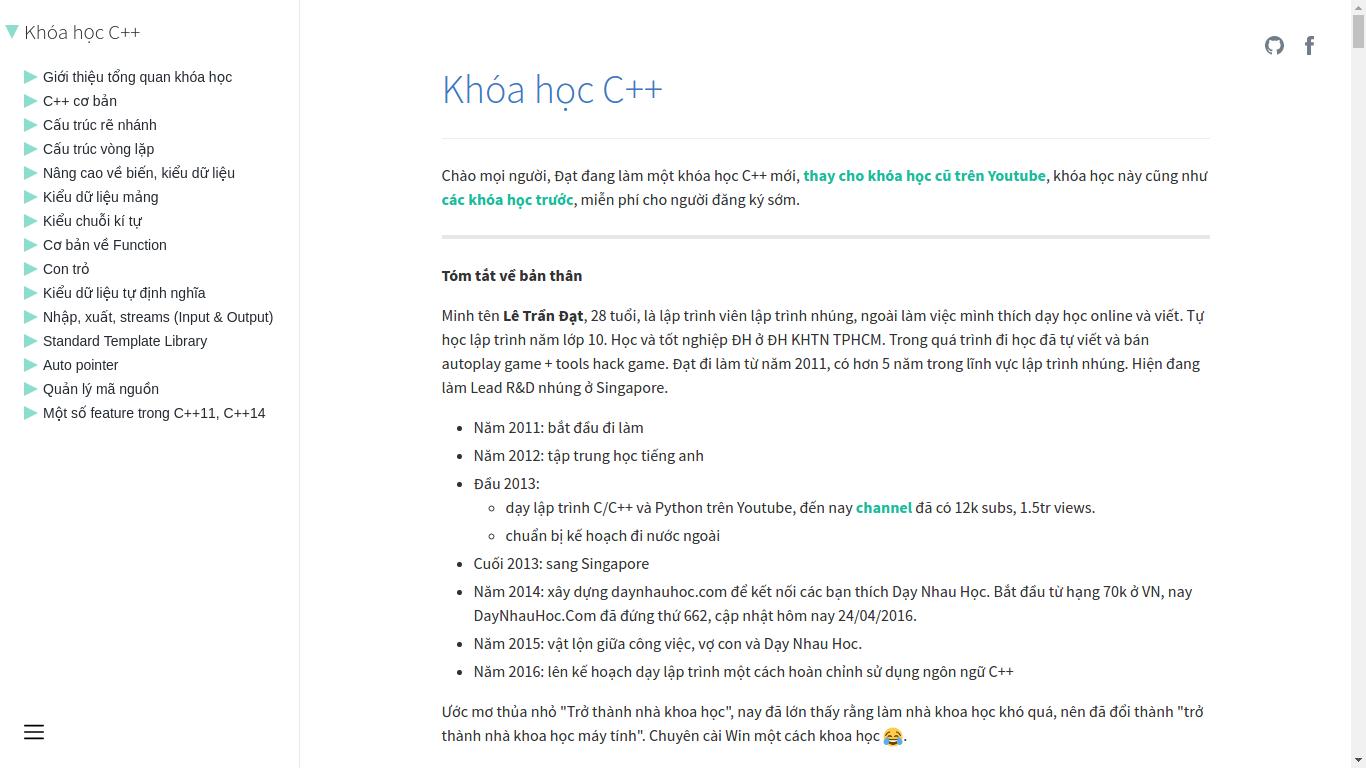 Khóa học C++
Giới thiệu tổng quan khóa học
C++ cơ bản
Cấu trúc rẽ nhánh
Cấu trúc vòng lặp
Nâng cao về biến, kiểu dữ liệu
Kiểu dữ liệu mảng
Kiểu chuỗi kí tự
Cơ bản về Function
Con trỏ
Kiểu dữ liệu tự định nghĩa
Nhập, xuất, streams (Input & Output)
Standard Template Library
Auto pointer
Quản lý mã nguồn
Một số feature trong C++11, C++14
Khóa học C++
Chào mọi người, Đạt đang làm một khóa học C++ mới, thay cho khóa học cũ trên Youtube, khóa học này cũng như
các khóa học trước, miễn phí cho người đăng ký sớm.
Tóm tắt về bản thân
Mình tên Lê Trần Đạt, 28 tuổi, là lập trình viên lập trình nhúng, ngoài làm việc mình thích dạy học online và viết. Tự
học lập trình năm lớp 10. Học và tốt nghiệp ĐH ở ĐH KHTN TPHCM. Trong quá trình đi học đã tự viết và bán
autoplay game + tools hack game. Đạt đi làm từ năm 2011, có hơn 5 năm trong lĩnh vực lập trình nhúng. Hiện đang
làm Lead R&D nhúng ở Singapore.
Năm 2011: bắt đầu đi làm
Năm 2012: tập trung học tiếng anh
Đầu 2013:
dạy lập trình C/C++ và Python trên Youtube, đến nay channel đã có 12k subs, 1.5tr views.
chuẩn bị kế hoạch đi nước ngoài
Cuối 2013: sang Singapore
Năm 2014: xây dựng daynhauhoc.com để kết nối các bạn thích Dạy Nhau Học. Bắt đầu từ hạng 70k ở VN, nay
DayNhauHoc.Com đã đứng thứ 662, cập nhật hôm nay 24/04/2016.
Năm 2015: vật lộn giữa công việc, vợ con và Dạy Nhau Hoc.
Năm 2016: lên kế hoạch dạy lập trình một cách hoàn chỉnh sử dụng ngôn ngữ C++
Ước mơ thủa nhỏ "Trở thành nhà khoa học", nay đã lớn thấy rằng làm nhà khoa học khó quá, nên đã đổi thành "trở
thành nhà khoa học máy tính". Chuyên cài Win một cách khoa học 😂.